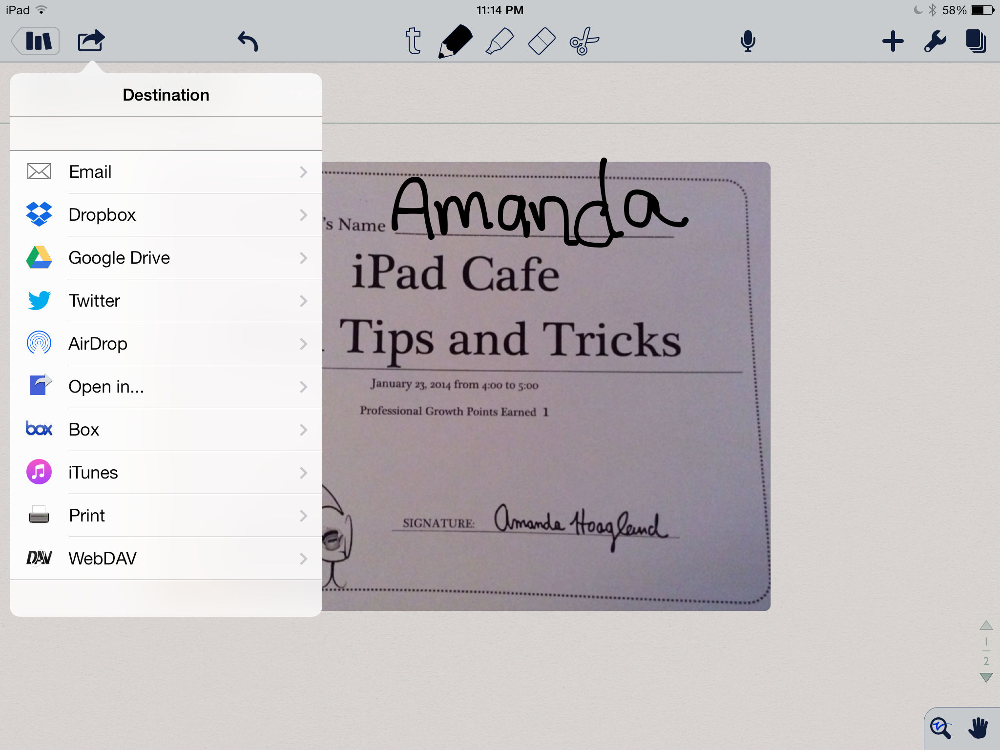 iPad 11:14 PM 58%
t
Destination
Email
Dropbox
Google Drive
Twitter
AirDrop
Open in...
box Box
iTunes
Print
DAV WebDAV
's Name Amanda
iPad Cafe
Tips and Tricks
January 23, 2014 from 4:00 to 5:00
Professional Growth Points Earned 1
SIGNATURE: Amanda Hoagland
1
2